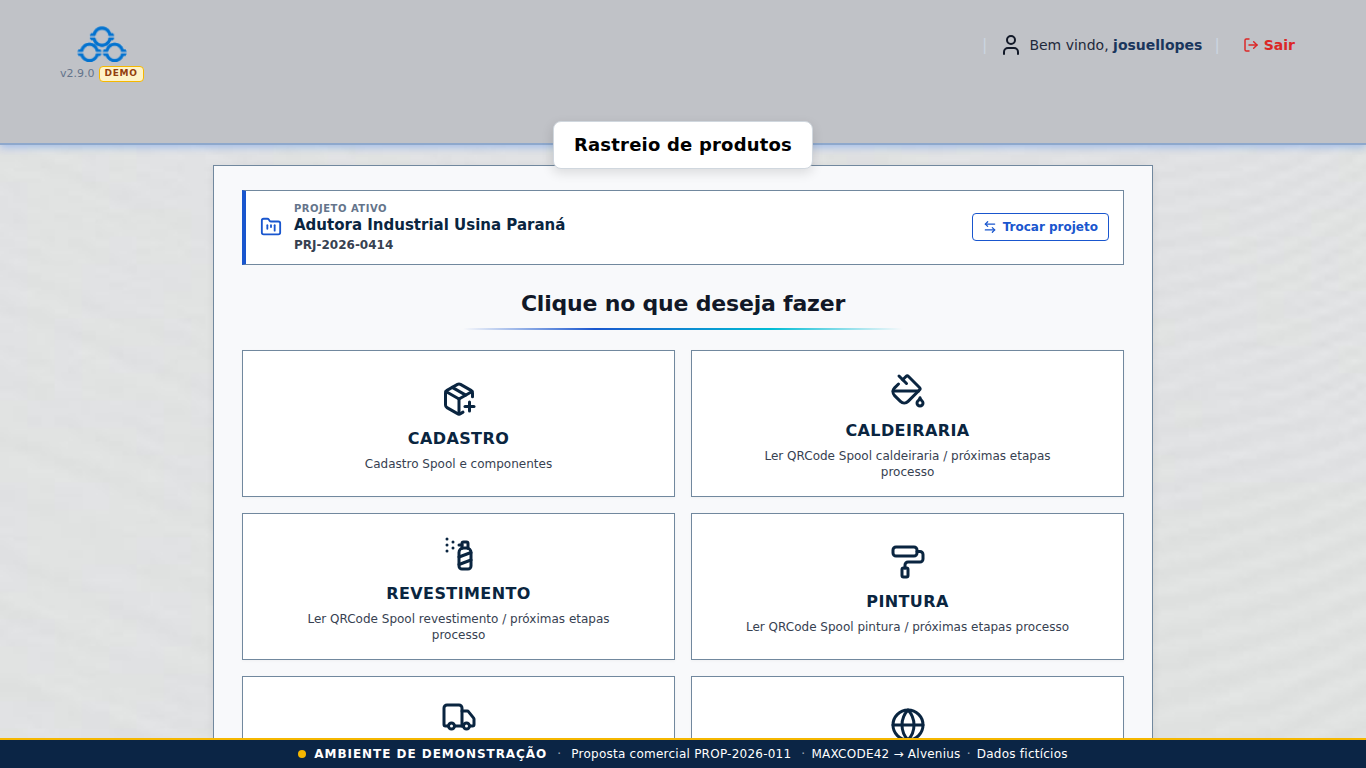 v2.9.0 DEMO
Bem vindo, josuellopes
Sair
Rastreio de produtos
PROJETO ATIVO
Adutora Industrial Usina Paraná
PRJ-2026-0414
Trocar projeto
Clique no que deseja fazer
CADASTRO
Cadastro Spool e componentes
CALDEIRARIA
Ler QRCode Spool caldeiraria / próximas etapas
processo
REVESTIMENTO
Ler QRCode Spool revestimento / próximas etapas
processo
PINTURA
Ler QRCode Spool pintura / próximas etapas processo
AMBIENTE DE DEMONSTRAÇÃO · Proposta comercial PROP-2026-011 · MAXCODE42 → Alvenius · Dados fictícios